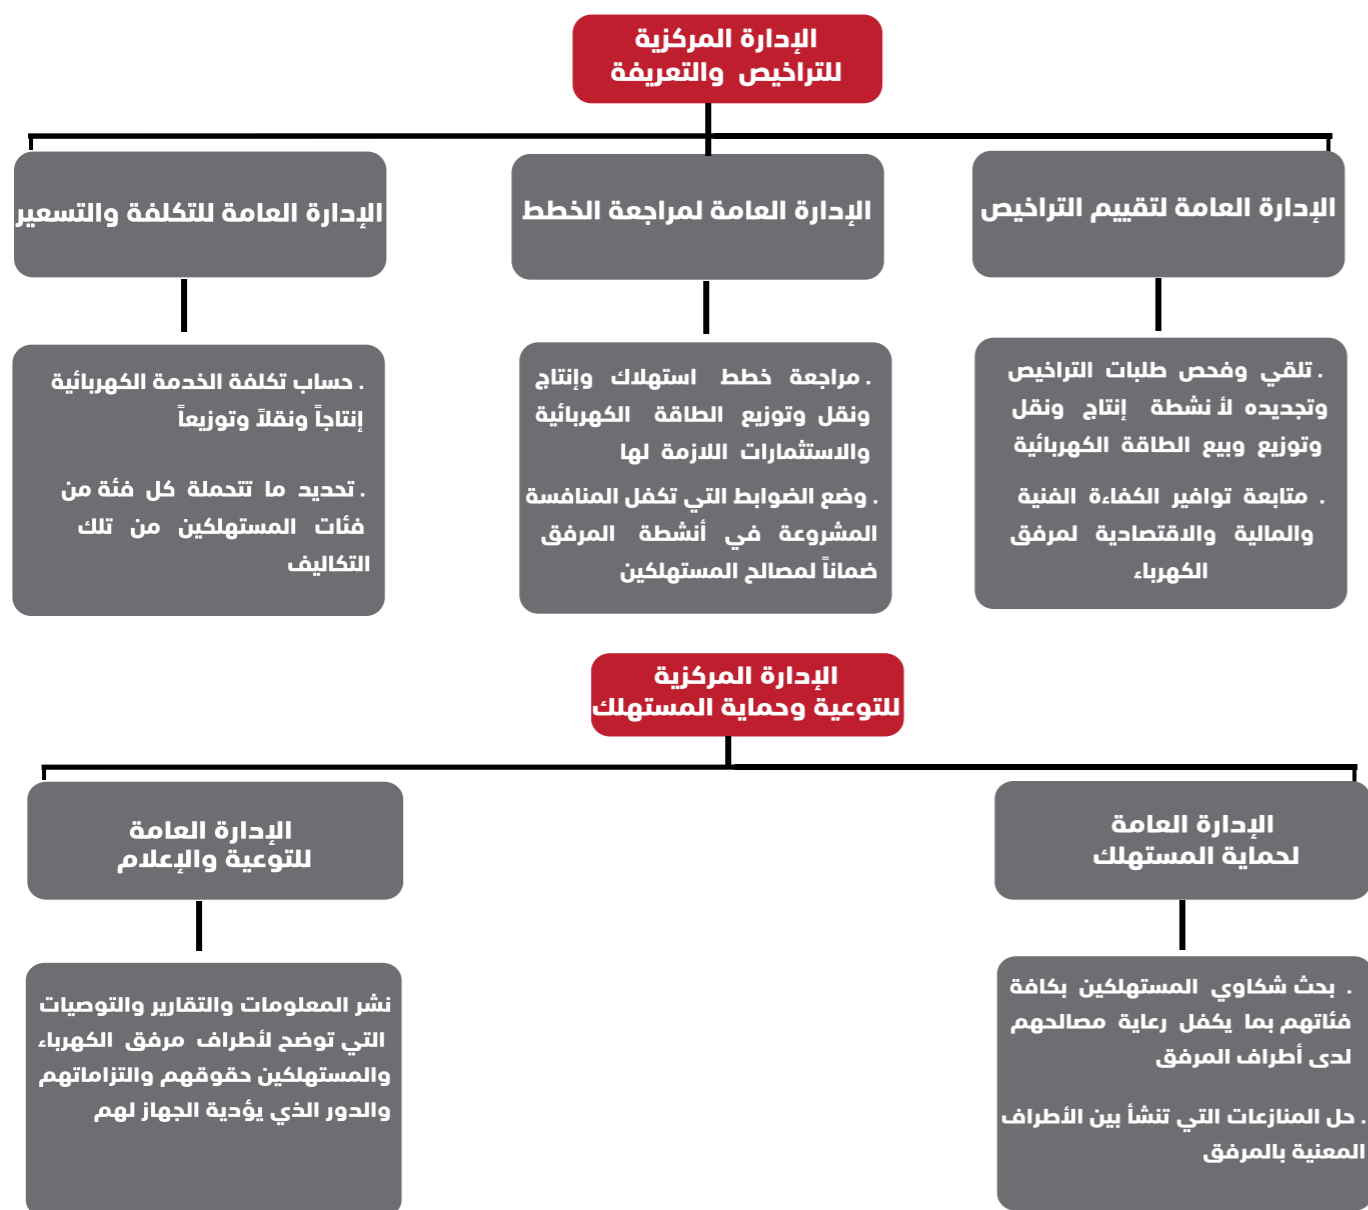 الإدارة المركزية
للتراخيص والتعريفة
الإدارة العامة لتقييم التراخيص
الإدارة العامة لمراجعة الخطط
الإدارة العامة للتكلفة والتسعير
. تلقي وفحص طلبات التراخيص
وتجديده لأ نشطة إنتاج ونقل
وتوزيع وبيع الطاقة الكهربائية
. متابعة توافير الكفاءة الفنية
والمالية والاقتصادية لمرفق
الكهرباء
. مراجعة خطط استهلاك وإنتاج
ونقل وتوزيع الطاقة الكهربائية
والاستثمارات اللازمة لها
. وضع الضوابط التي تكفل المنافسة
المشروعة في أنشطة المرفق
ضماناً لمصالح المستهلكين
. حساب تكلفة الخدمة الكهربائية
إنتاجاً ونقلاً وتوزيعاً
. تحديد ما تتحملة كل فئة من
فئات المستهلكين من تلك
التكاليف
الإدارة المركزية
للتوعية وحماية المستهلك
الإدارة العامة
لحماية المستهلك
الإدارة العامة
للتوعية والإعلام
. بحث شكاوي المستهلكين بكافة
فئاتهم بما يكفل رعاية مصالحهم
لدى أطراف المرفق
. حل المنازعات التي تنشأ بين الأطراف
المعنية بالمرفق
نشر المعلومات والتقارير والتوصيات
التي توضح لأطراف مرفق الكهرباء
والمستهلكين حقوقهم والتزاماتهم
والدور الذي يؤدية الجهاز لهم